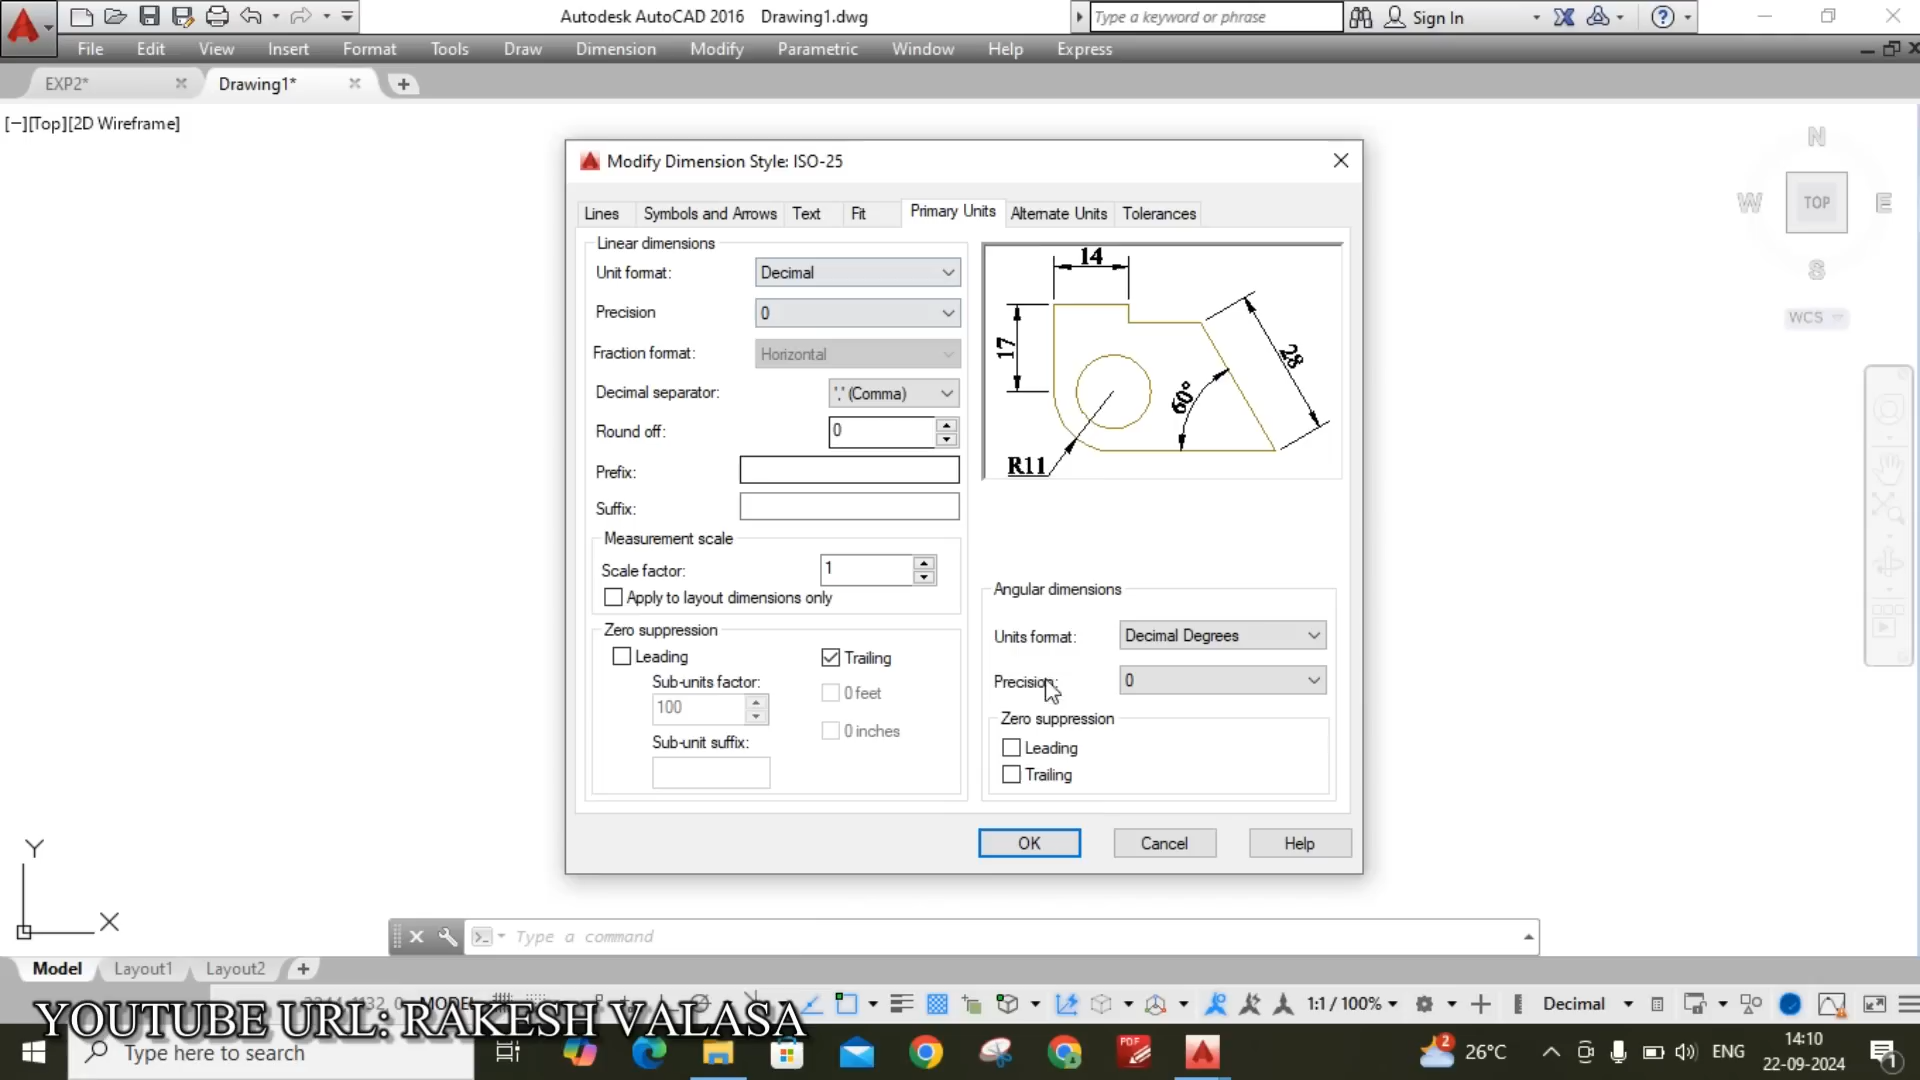 Autodesk AutoCAD 2016 Drawing1.dwg
Type a keyword or phrase
Sign In
File Edit View Insert Format Tools Draw Dimension Modify Parametric Window Help Express
EXP2*
Drawing1*
[−][Top][2D Wireframe]
N
W TOP E
S
WCS
Modify Dimension Style: ISO-25
Lines Symbols and Arrows Text Fit Primary Units Alternate Units Tolerances
Linear dimensions
Unit format: Decimal
Precision 0
Fraction format: Horizontal
Decimal separator: ',' (Comma)
Round off: 0
Prefix:
Suffix:
Measurement scale
Scale factor: 1
Apply to layout dimensions only
Zero suppression
Leading
Trailing
Sub-units factor:
100
0 feet
0 inches
Sub-unit suffix:
14
17
28
60°
R11
Angular dimensions
Units format: Decimal Degrees
Precision: 0
Zero suppression
Leading
Trailing
OK Cancel Help
Y
X
Type a command
Model Layout1 Layout2
MODEL
1:1 / 100%
Decimal
YOUTUBE URL: RAKESH VALASA
Type here to search
PDF
2
26°C
ENG
14:10
22-09-2024
1